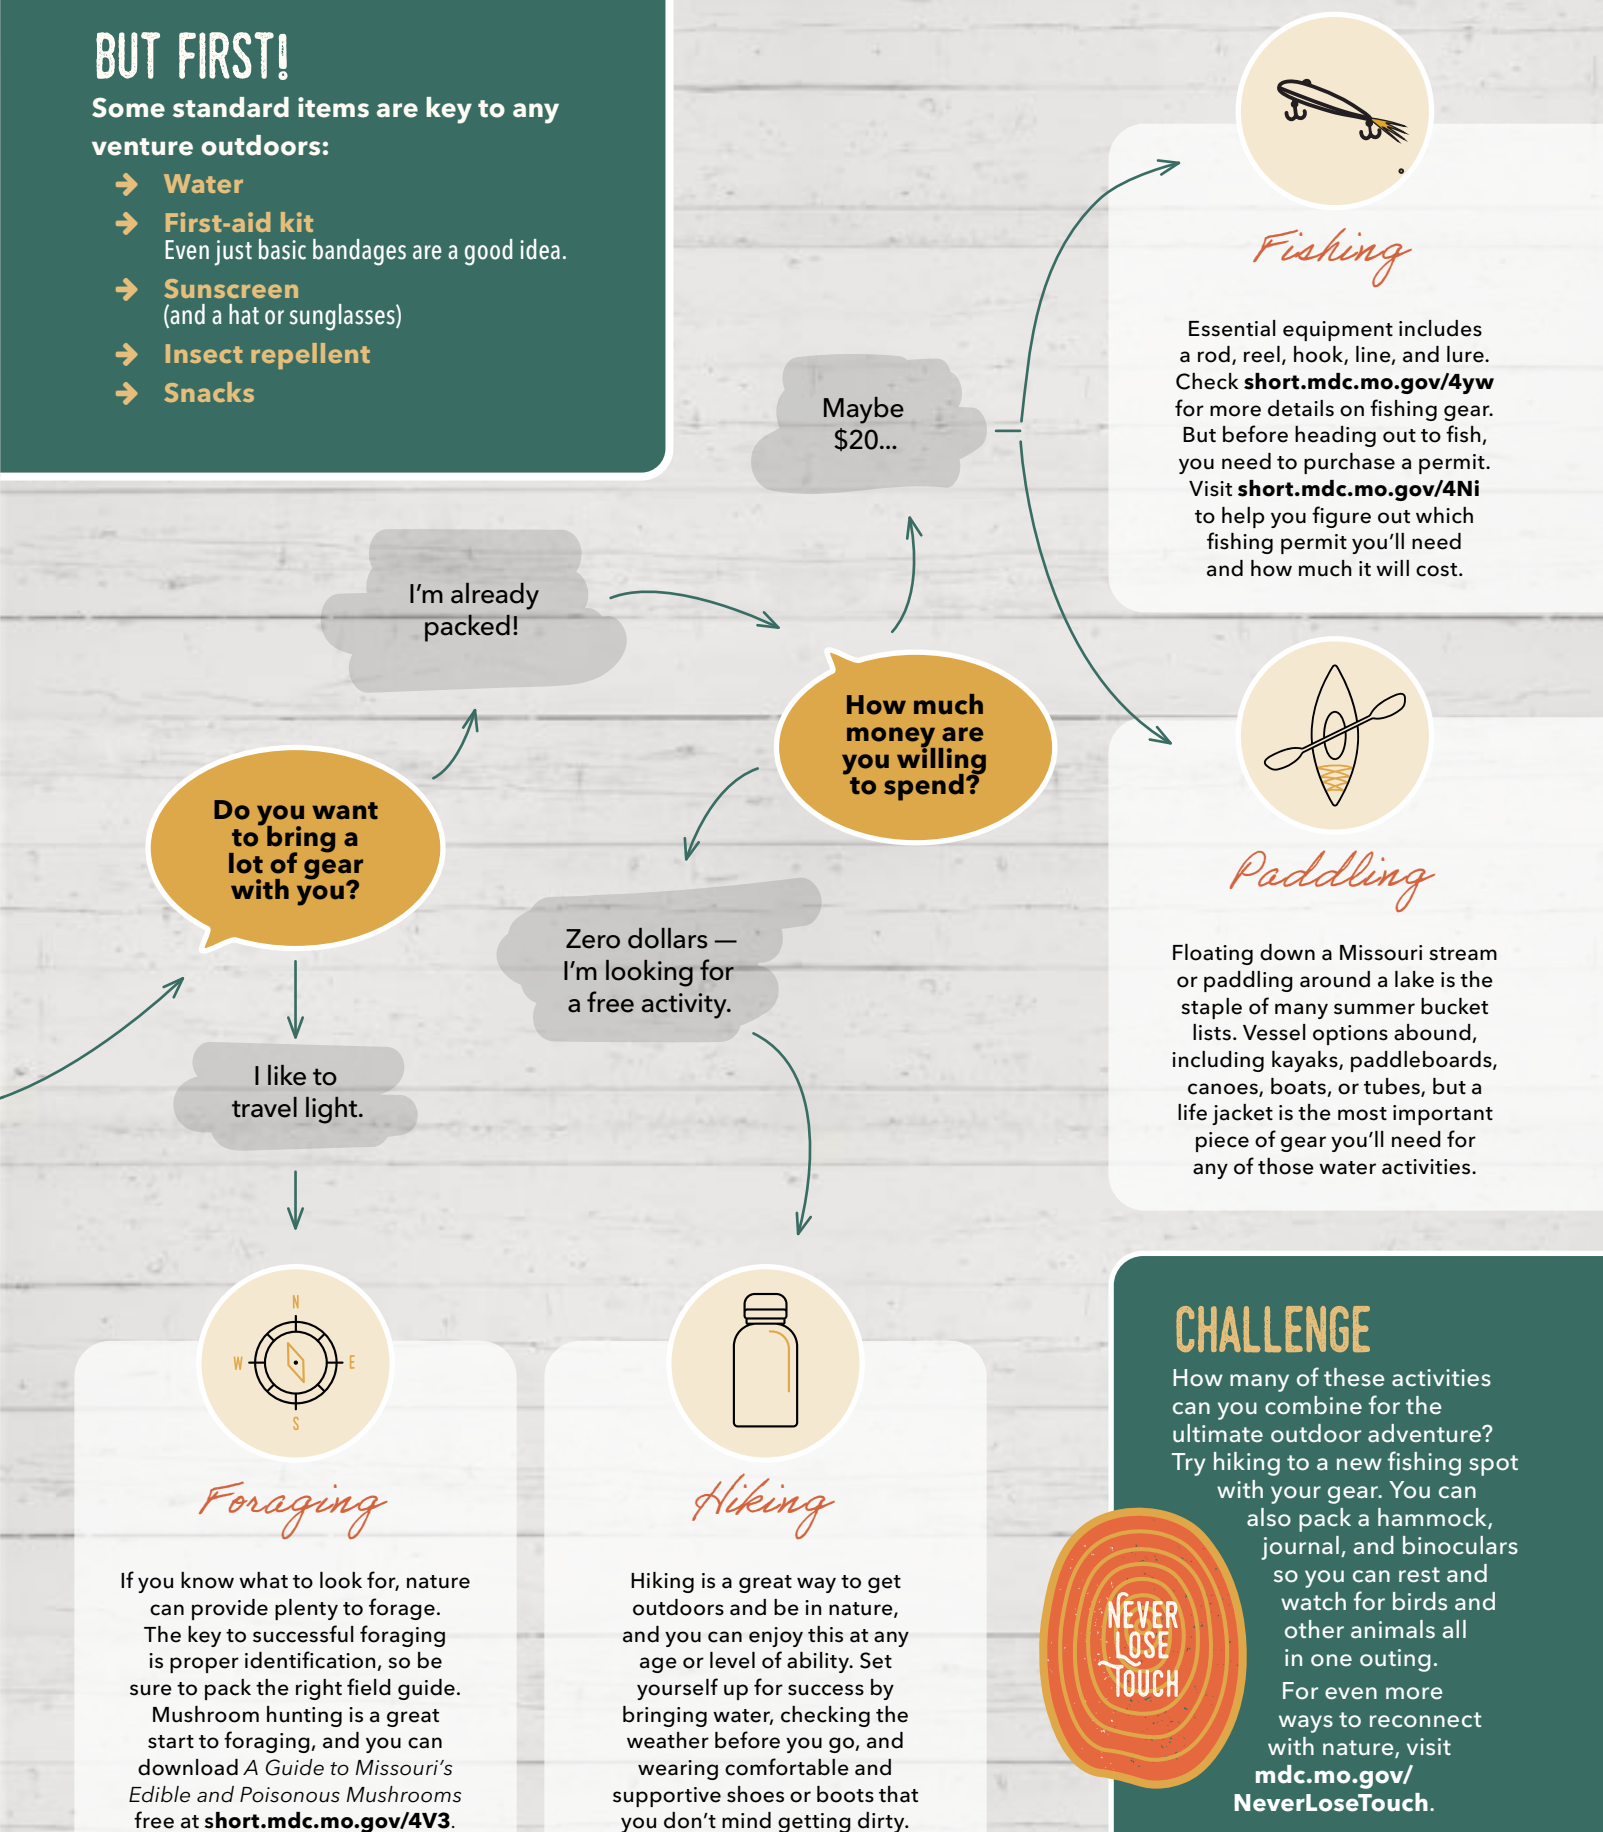 BUT FIRST!
Some standard items are key to any
venture outdoors:
Water
First-aid kit
Even just basic bandages are a good idea.
Sunscreen
(and a hat or sunglasses)
Insect repellent
Snacks
Maybe
$20...
I'm already
packed!
How much
money are
you willing
to spend?
Do you want
to bring a
lot of gear
with you?
Zero dollars —
I'm looking for
a free activity.
I like to
travel light.
Fishing
Essential equipment includes
a rod, reel, hook, line, and lure.
Check short.mdc.mo.gov/4yw
for more details on fishing gear.
But before heading out to fish,
you need to purchase a permit.
Visit short.mdc.mo.gov/4Ni
to help you figure out which
fishing permit you'll need
and how much it will cost.
Paddling
Floating down a Missouri stream
or paddling around a lake is the
staple of many summer bucket
lists. Vessel options abound,
including kayaks, paddleboards,
canoes, boats, or tubes, but a
life jacket is the most important
piece of gear you'll need for
any of those water activities.
N
W
E
S
Foraging
If you know what to look for, nature
can provide plenty to forage.
The key to successful foraging
is proper identification, so be
sure to pack the right field guide.
Mushroom hunting is a great
start to foraging, and you can
download A Guide to Missouri's
Edible and Poisonous Mushrooms
free at short.mdc.mo.gov/4V3.
Hiking
Hiking is a great way to get
outdoors and be in nature,
and you can enjoy this at any
age or level of ability. Set
yourself up for success by
bringing water, checking the
weather before you go, and
wearing comfortable and
supportive shoes or boots that
you don't mind getting dirty.
CHALLENGE
How many of these activities
can you combine for the
ultimate outdoor adventure?
Try hiking to a new fishing spot
with your gear. You can
also pack a hammock,
journal, and binoculars
so you can rest and
watch for birds and
other animals all
in one outing.
For even more
ways to reconnect
with nature, visit
mdc.mo.gov/
NeverLoseTouch.
NEVER
LOSE
TOUCH